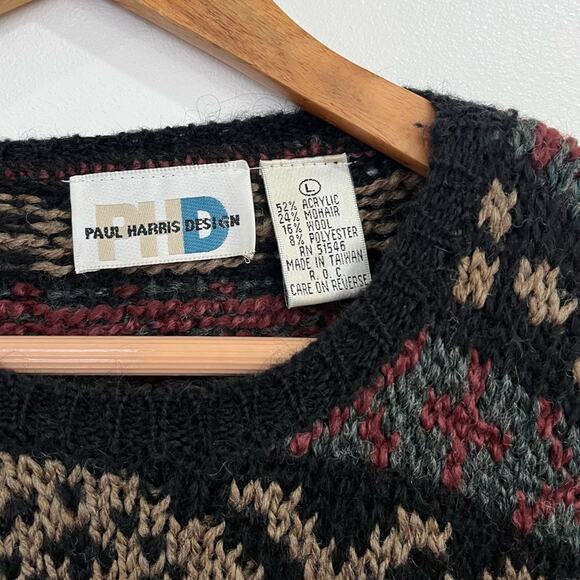 PHD
PAUL HARRIS DESIGN
L
52% ACRYLIC
24% MOHAIR
16% WOOL
8% POLYESTER
RN 51546
MADE IN TAIWAN
R. O. C.
CARE ON REVERSE